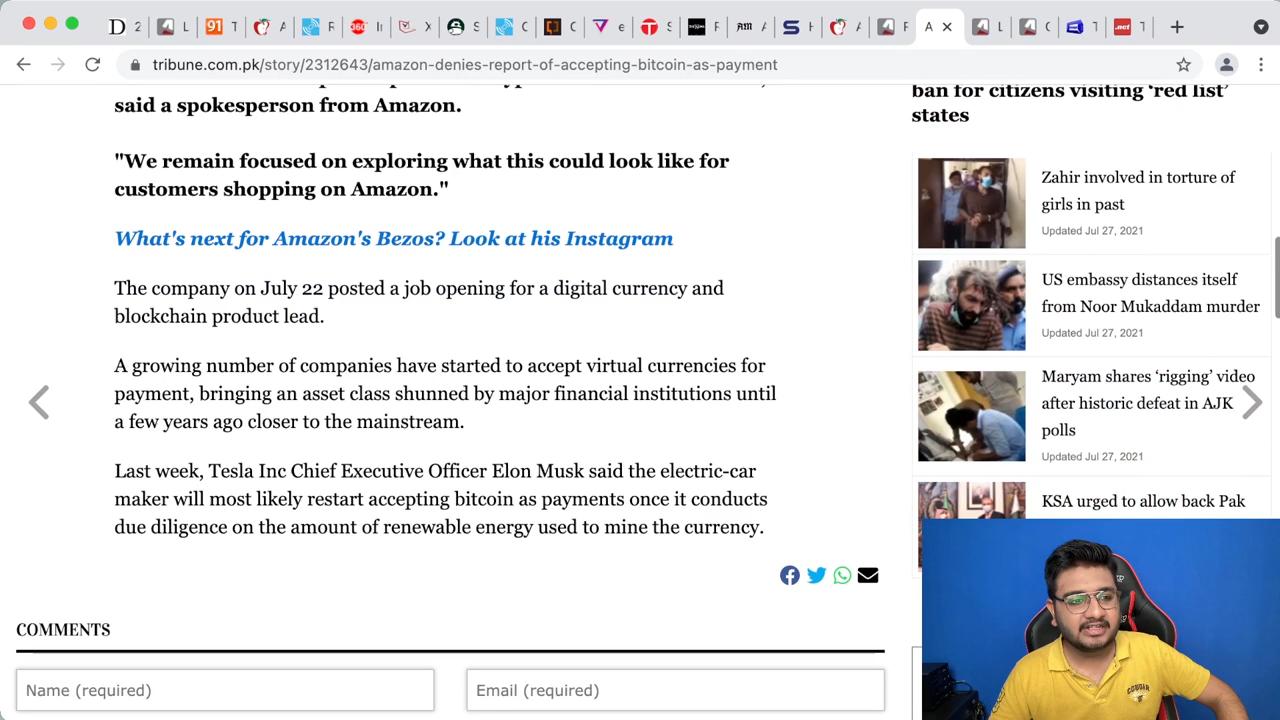 tribune.com.pk/story/2312643/amazon-denies-report-of-accepting-bitcoin-as-payment
said a spokesperson from Amazon.
"We remain focused on exploring what this could look like for
customers shopping on Amazon."
What's next for Amazon's Bezos? Look at his Instagram
The company on July 22 posted a job opening for a digital currency and
blockchain product lead.
A growing number of companies have started to accept virtual currencies for
payment, bringing an asset class shunned by major financial institutions until
a few years ago closer to the mainstream.
Last week, Tesla Inc Chief Executive Officer Elon Musk said the electric-car
maker will most likely restart accepting bitcoin as payments once it conducts
due diligence on the amount of renewable energy used to mine the currency.
COMMENTS
Name (required)
Email (required)
ban for citizens visiting ‘red list’
states
Zahir involved in torture of
girls in past
Updated Jul 27, 2021
US embassy distances itself
from Noor Mukaddam murder
Updated Jul 27, 2021
Maryam shares ‘rigging’ video
after historic defeat in AJK
polls
Updated Jul 27, 2021
KSA urged to allow back Pak
COUGAR